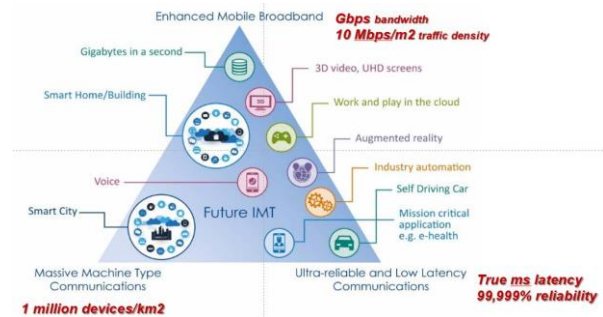 Enhanced Mobile Broadband
Gbps bandwidth
10 Mbps/m2 traffic density
Gigabytes in a second
3D video, UHD screens
3D
Smart Home/Building
Work and play in the cloud
Augmented reality
Industry automation
Voice
Self Driving Car
Smart City
Future IMT
Mission critical
application
e.g. e-health
Massive Machine Type
Communications
Ultra-reliable and Low Latency
Communications
True ms latency
99,999% reliability
1 million devices/km2